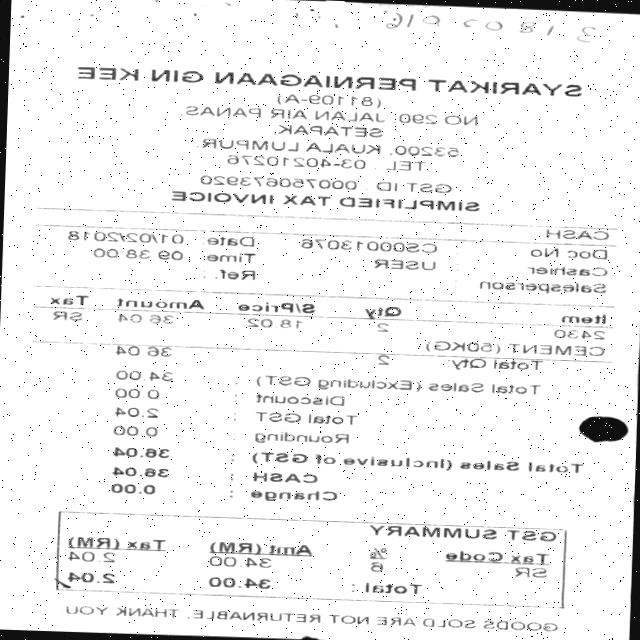 SYARIKAT PERNIAGAAN GIN KEE
(81109-A)
NO 290, JALAN AIR PANAS,
SETAPAK,
53200, KUALA LUMPUR
TEL 03-40210276
GST ID 000750673920
SIMPLIFIED TAX INVOICE
CASH
Doc No CS00013076 Date 01/02/2018
Cashier USER Time 09 38.00
Salesperson Ref. :
Item Qty S/Price Amount Tax
2430 2 18.02 36 04 SR
CEMENT (50KG)
Total Qty 2 36 04
Total Sales (Excluding GST) : 34.00
Discount : 0.00
Total GST : 2.04
Rounding : 0.00
Total Sales (Inclusive of GST) : 36.04
CASH : 36.04
Change : 0.00
GST SUMMARY
Tax Code % Amt (RM) Tax (RM)
SR 6 34 00 2 04
Total : 34.00 2.04
GOODS SOLD ARE NOT RETURNABLE, THANK YOU